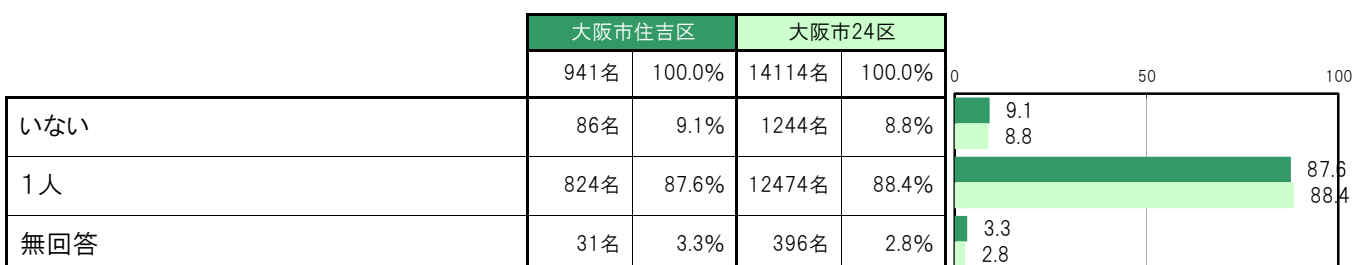 大阪市住吉区 大阪市24区
941名 100.0% 14114名 100.0% 0 50 100
いない 86名 9.1% 1244名 8.8% 9.1
8.8
1人 824名 87.6% 12474名 88.4% 87.6
88.4
無回答 31名 3.3% 396名 2.8% 3.3
2.8